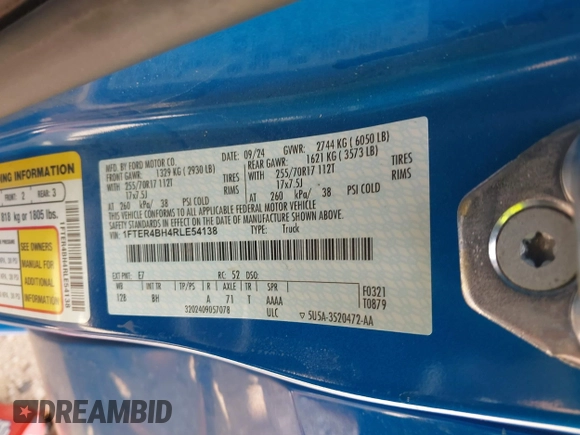 ING INFORMATION
FRONT: 2 REAR: 3
818 kg or 1805 lbs.
SEE OWNERS
MANUAL FOR
ADDITIONAL
INFORMATION
1FTER4BH4RLE54138
MFD. BY FORD MOTOR CO.
FRONT GAWR: 1329 KG ( 2930 LB)
WITH 255/70R17 112T TIRES
17x7.5J RIMS
AT 260 kPa/ 38 PSI COLD
09/24 GVWR: 2744 KG ( 6050 LB)
REAR GAWR: 1621 KG ( 3573 LB)
WITH 255/70R17 112T TIRES
17x7.5J RIMS
AT 260 kPa/ 38 PSI COLD
THIS VEHICLE CONFORMS TO ALL APPLICABLE FEDERAL MOTOR VEHICLE
SAFETY STANDARDS IN EFFECT ON THE DATE OF MANUFACTURE SHOWN ABOVE.
VIN: 1FTER4BH4RLE54138
TYPE: Truck
EXT PNT: E7 RC: 52 DSO:
WB INT TR TP/PS R AXLE TR SPR
128 BH A 71 T AAAA
F0321
T0879
3202409057078 ULC 5U5A-3520472-AA
DREAMBID